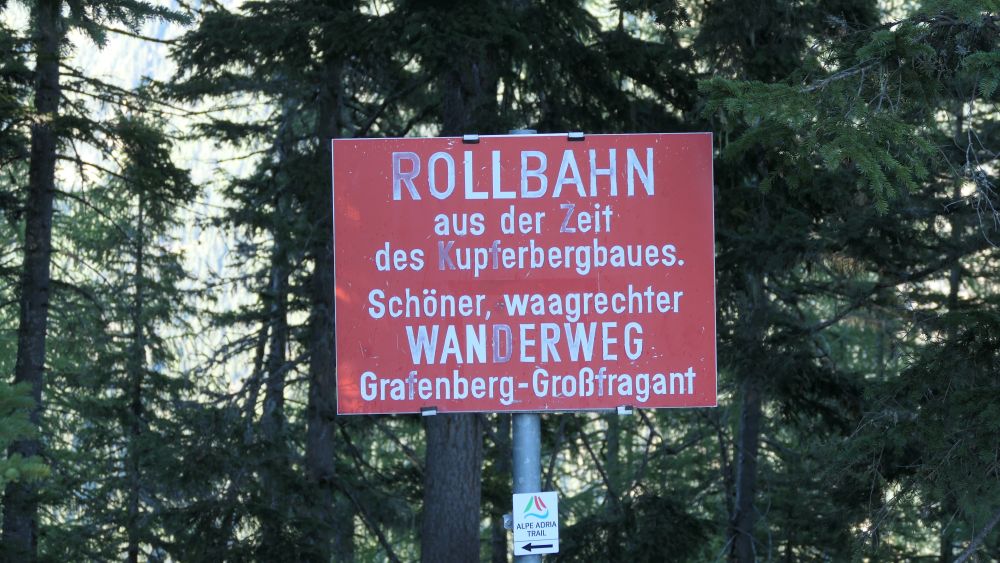 ROLLBAHN
aus der Zeit
des Kupferbergbaues.
Schöner, waagrechter
WANDERWEG
Grafenberg-Großfragant
ALPE ADRIA
TRAIL